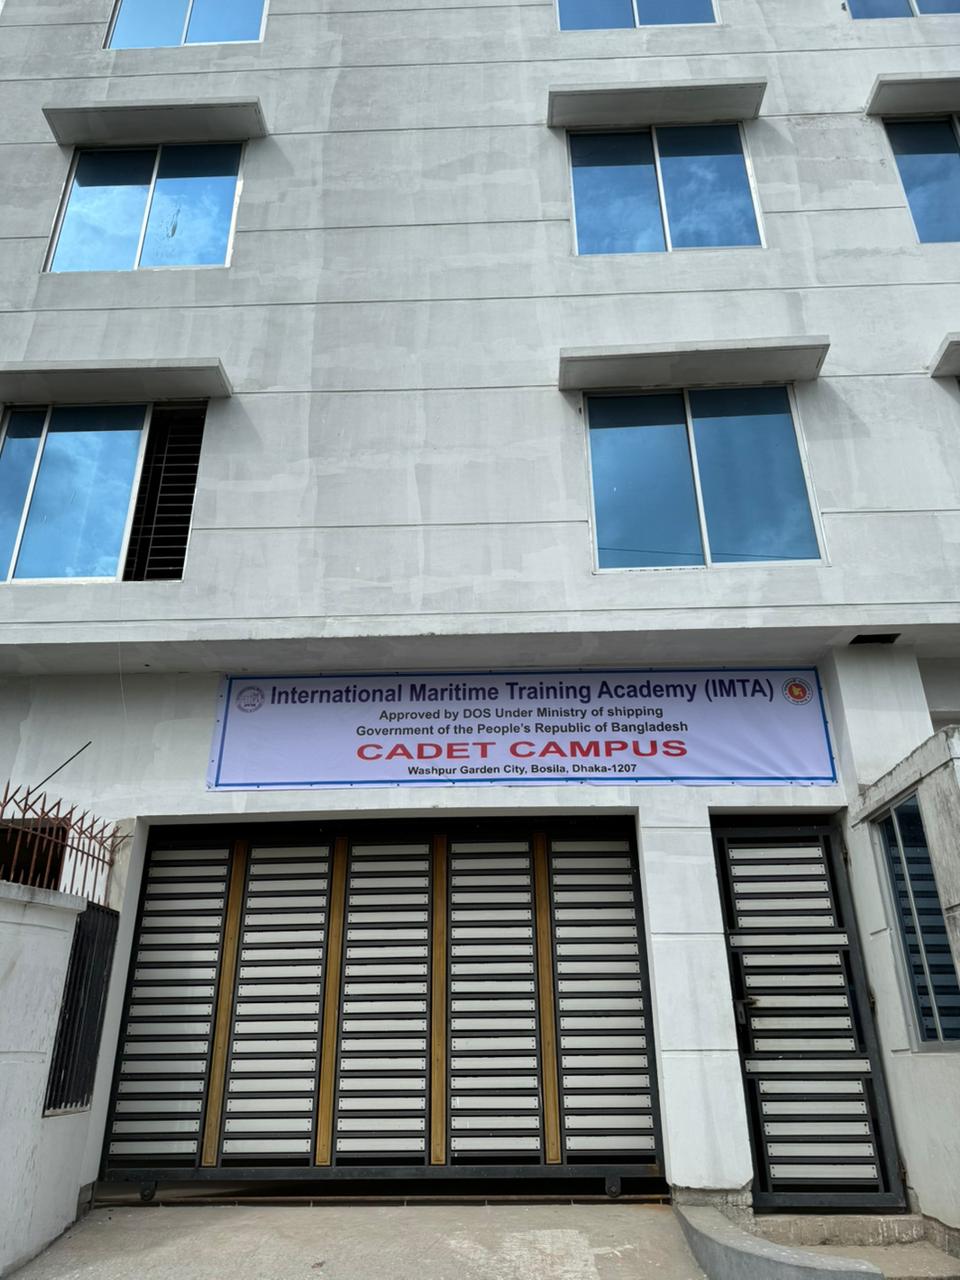 International Maritime Training Academy (IMTA)
Approved by DOS Under Ministry of shipping
Government of the People's Republic of Bangladesh
CADET CAMPUS
Washpur Garden City, Bosila, Dhaka-1207